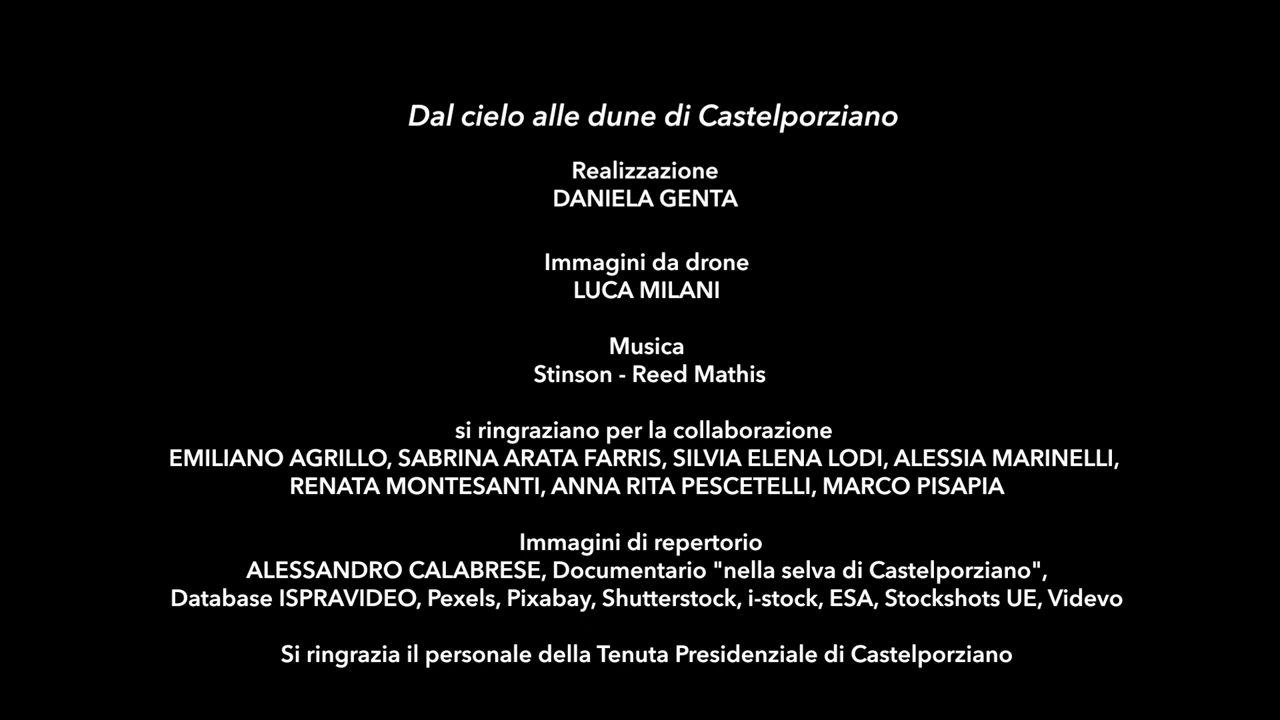 Dal cielo alle dune di Castelporziano
Realizzazione
DANIELA GENTA
Immagini da drone
LUCA MILANI
Musica
Stinson - Reed Mathis
si ringraziano per la collaborazione
EMILIANO AGRILLO, SABRINA ARATA FARRIS, SILVIA ELENA LODI, ALESSIA MARINELLI,
RENATA MONTESANTI, ANNA RITA PESCETELLI, MARCO PISAPIA
Immagini di repertorio
ALESSANDRO CALABRESE, Documentario "nella selva di Castelporziano",
Database ISPRAVIDEO, Pexels, Pixabay, Shutterstock, i-stock, ESA, Stockshots UE, Videvo
Si ringrazia il personale della Tenuta Presidenziale di Castelporziano